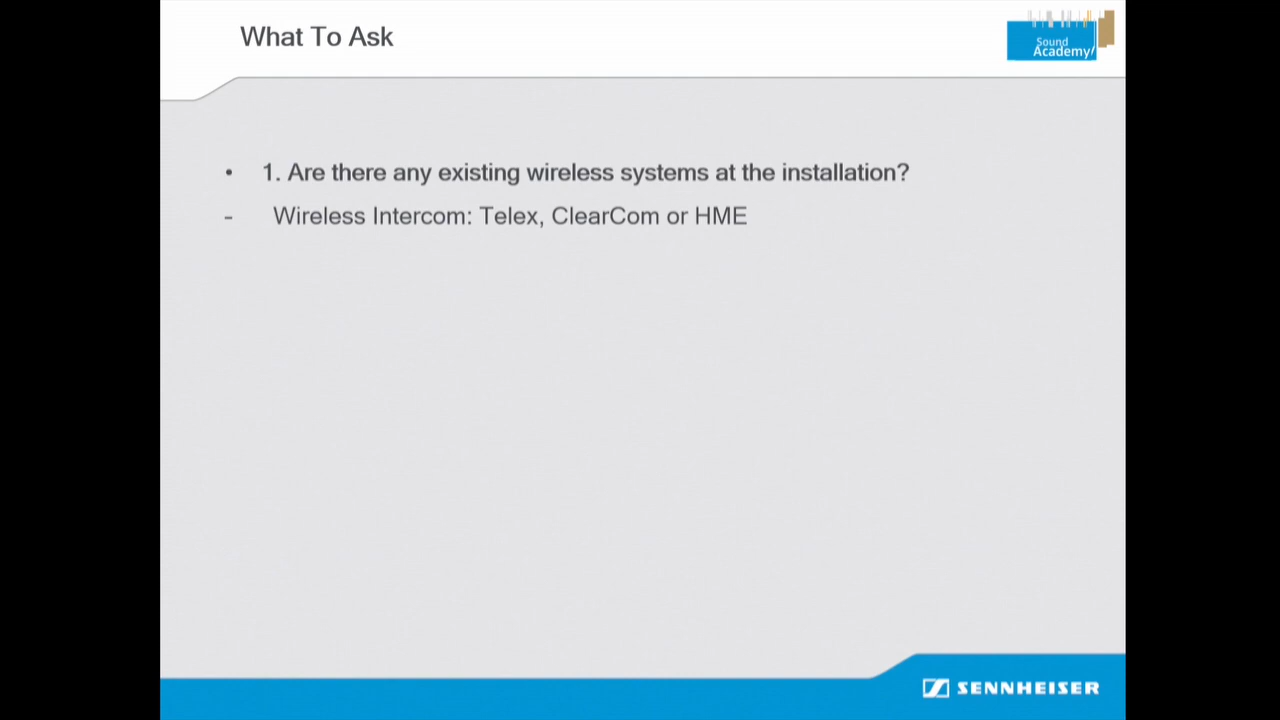 What To Ask
Sound
Academy/
• 1. Are there any existing wireless systems at the installation?
- Wireless Intercom: Telex, ClearCom or HME
SENNHEISER